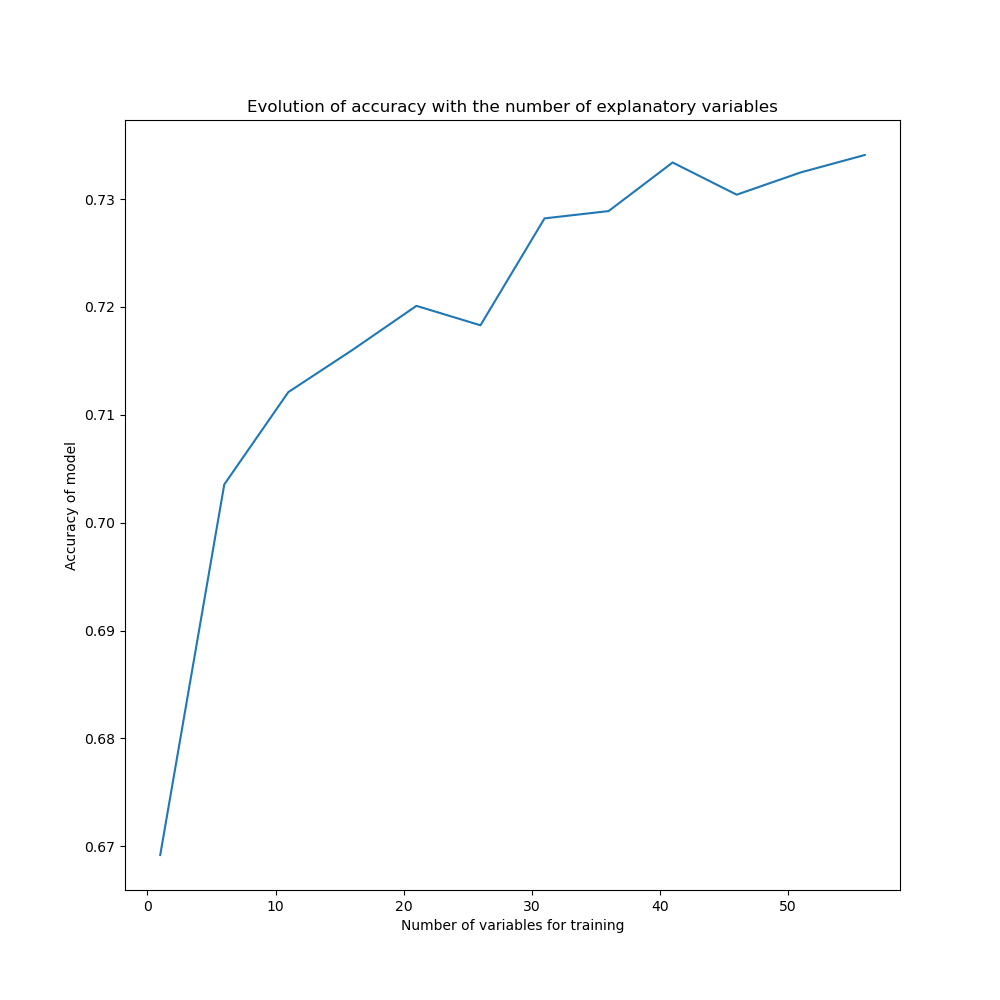 Evolution of accuracy with the number of explanatory variables
0.73
0.72
0.71
0.70
0.69
0.68
0.67
Accuracy of model
0 10 20 30 40 50
Number of variables for training